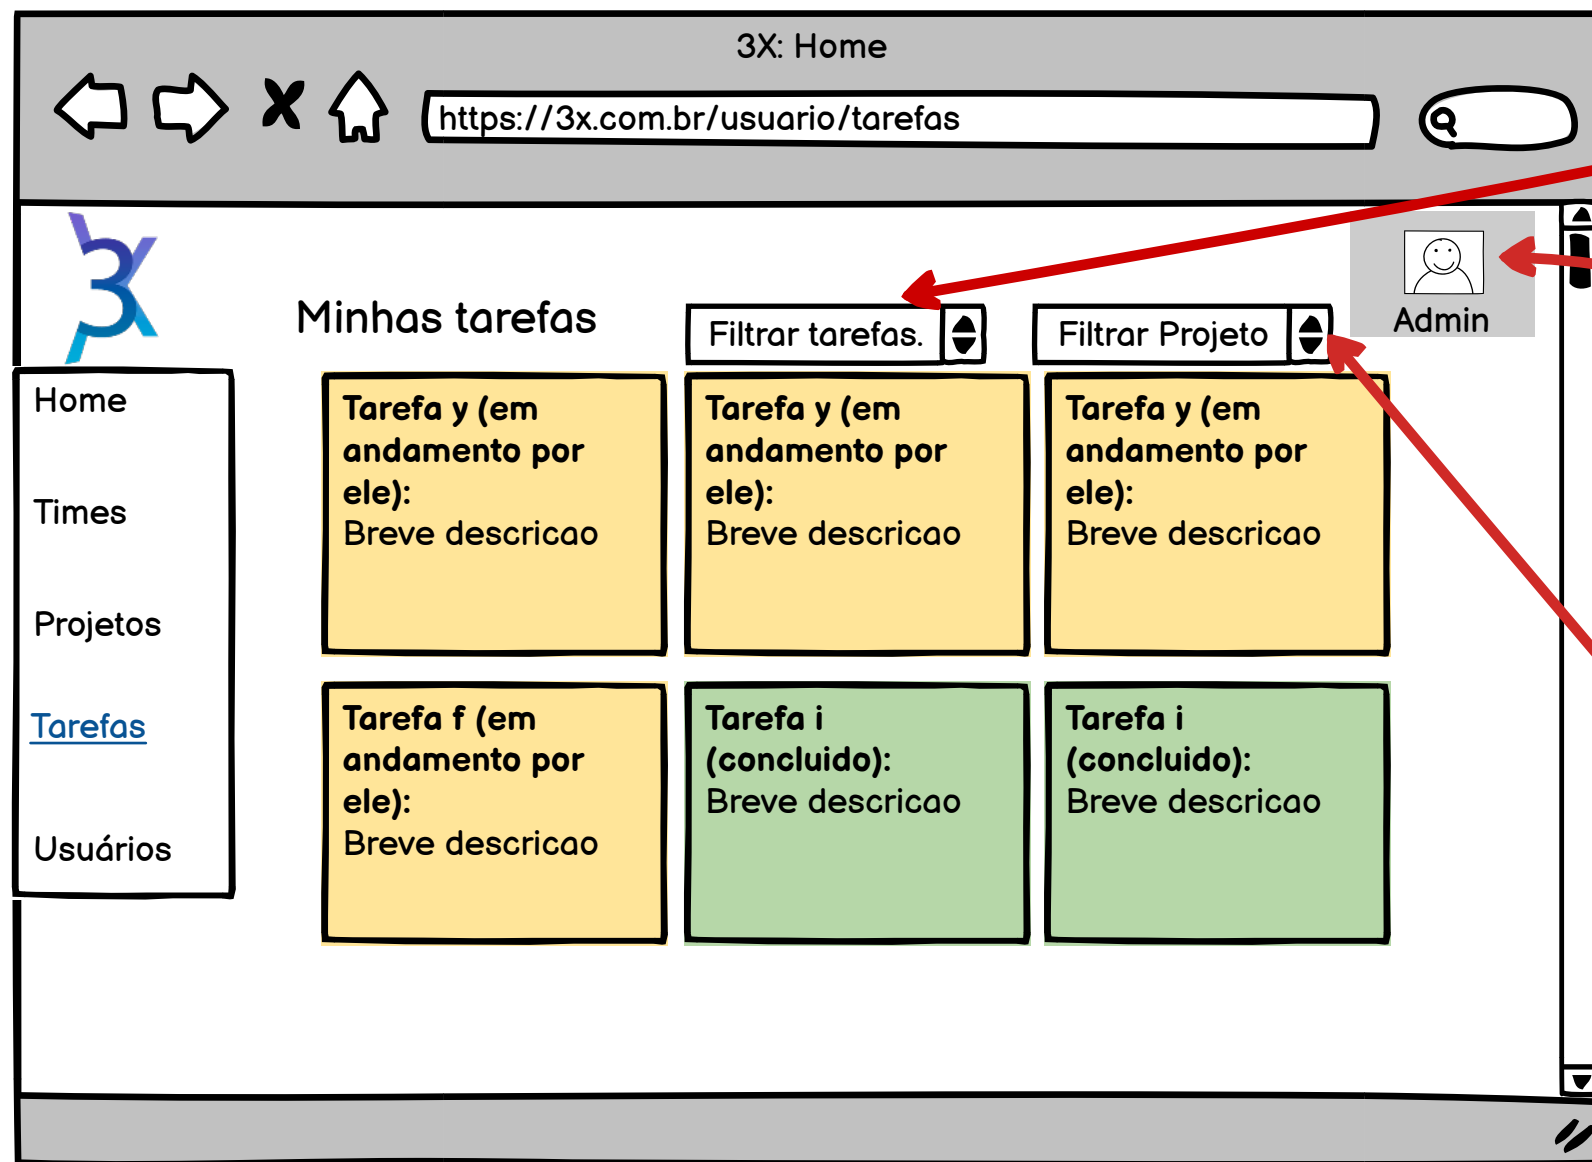 3X: Home
https://3x.com.br/usuario/tarefas
3X
Admin
Minhas tarefas
Filtrar tarefas.
Filtrar Projeto
Home
Times
Projetos
Tarefas
Usuários
Tarefa y (em
andamento por
ele):
Breve descricao
Tarefa y (em
andamento por
ele):
Breve descricao
Tarefa y (em
andamento por
ele):
Breve descricao
Tarefa f (em
andamento por
ele):
Breve descricao
Tarefa i
(concluido):
Breve descricao
Tarefa i
(concluido):
Breve descricao